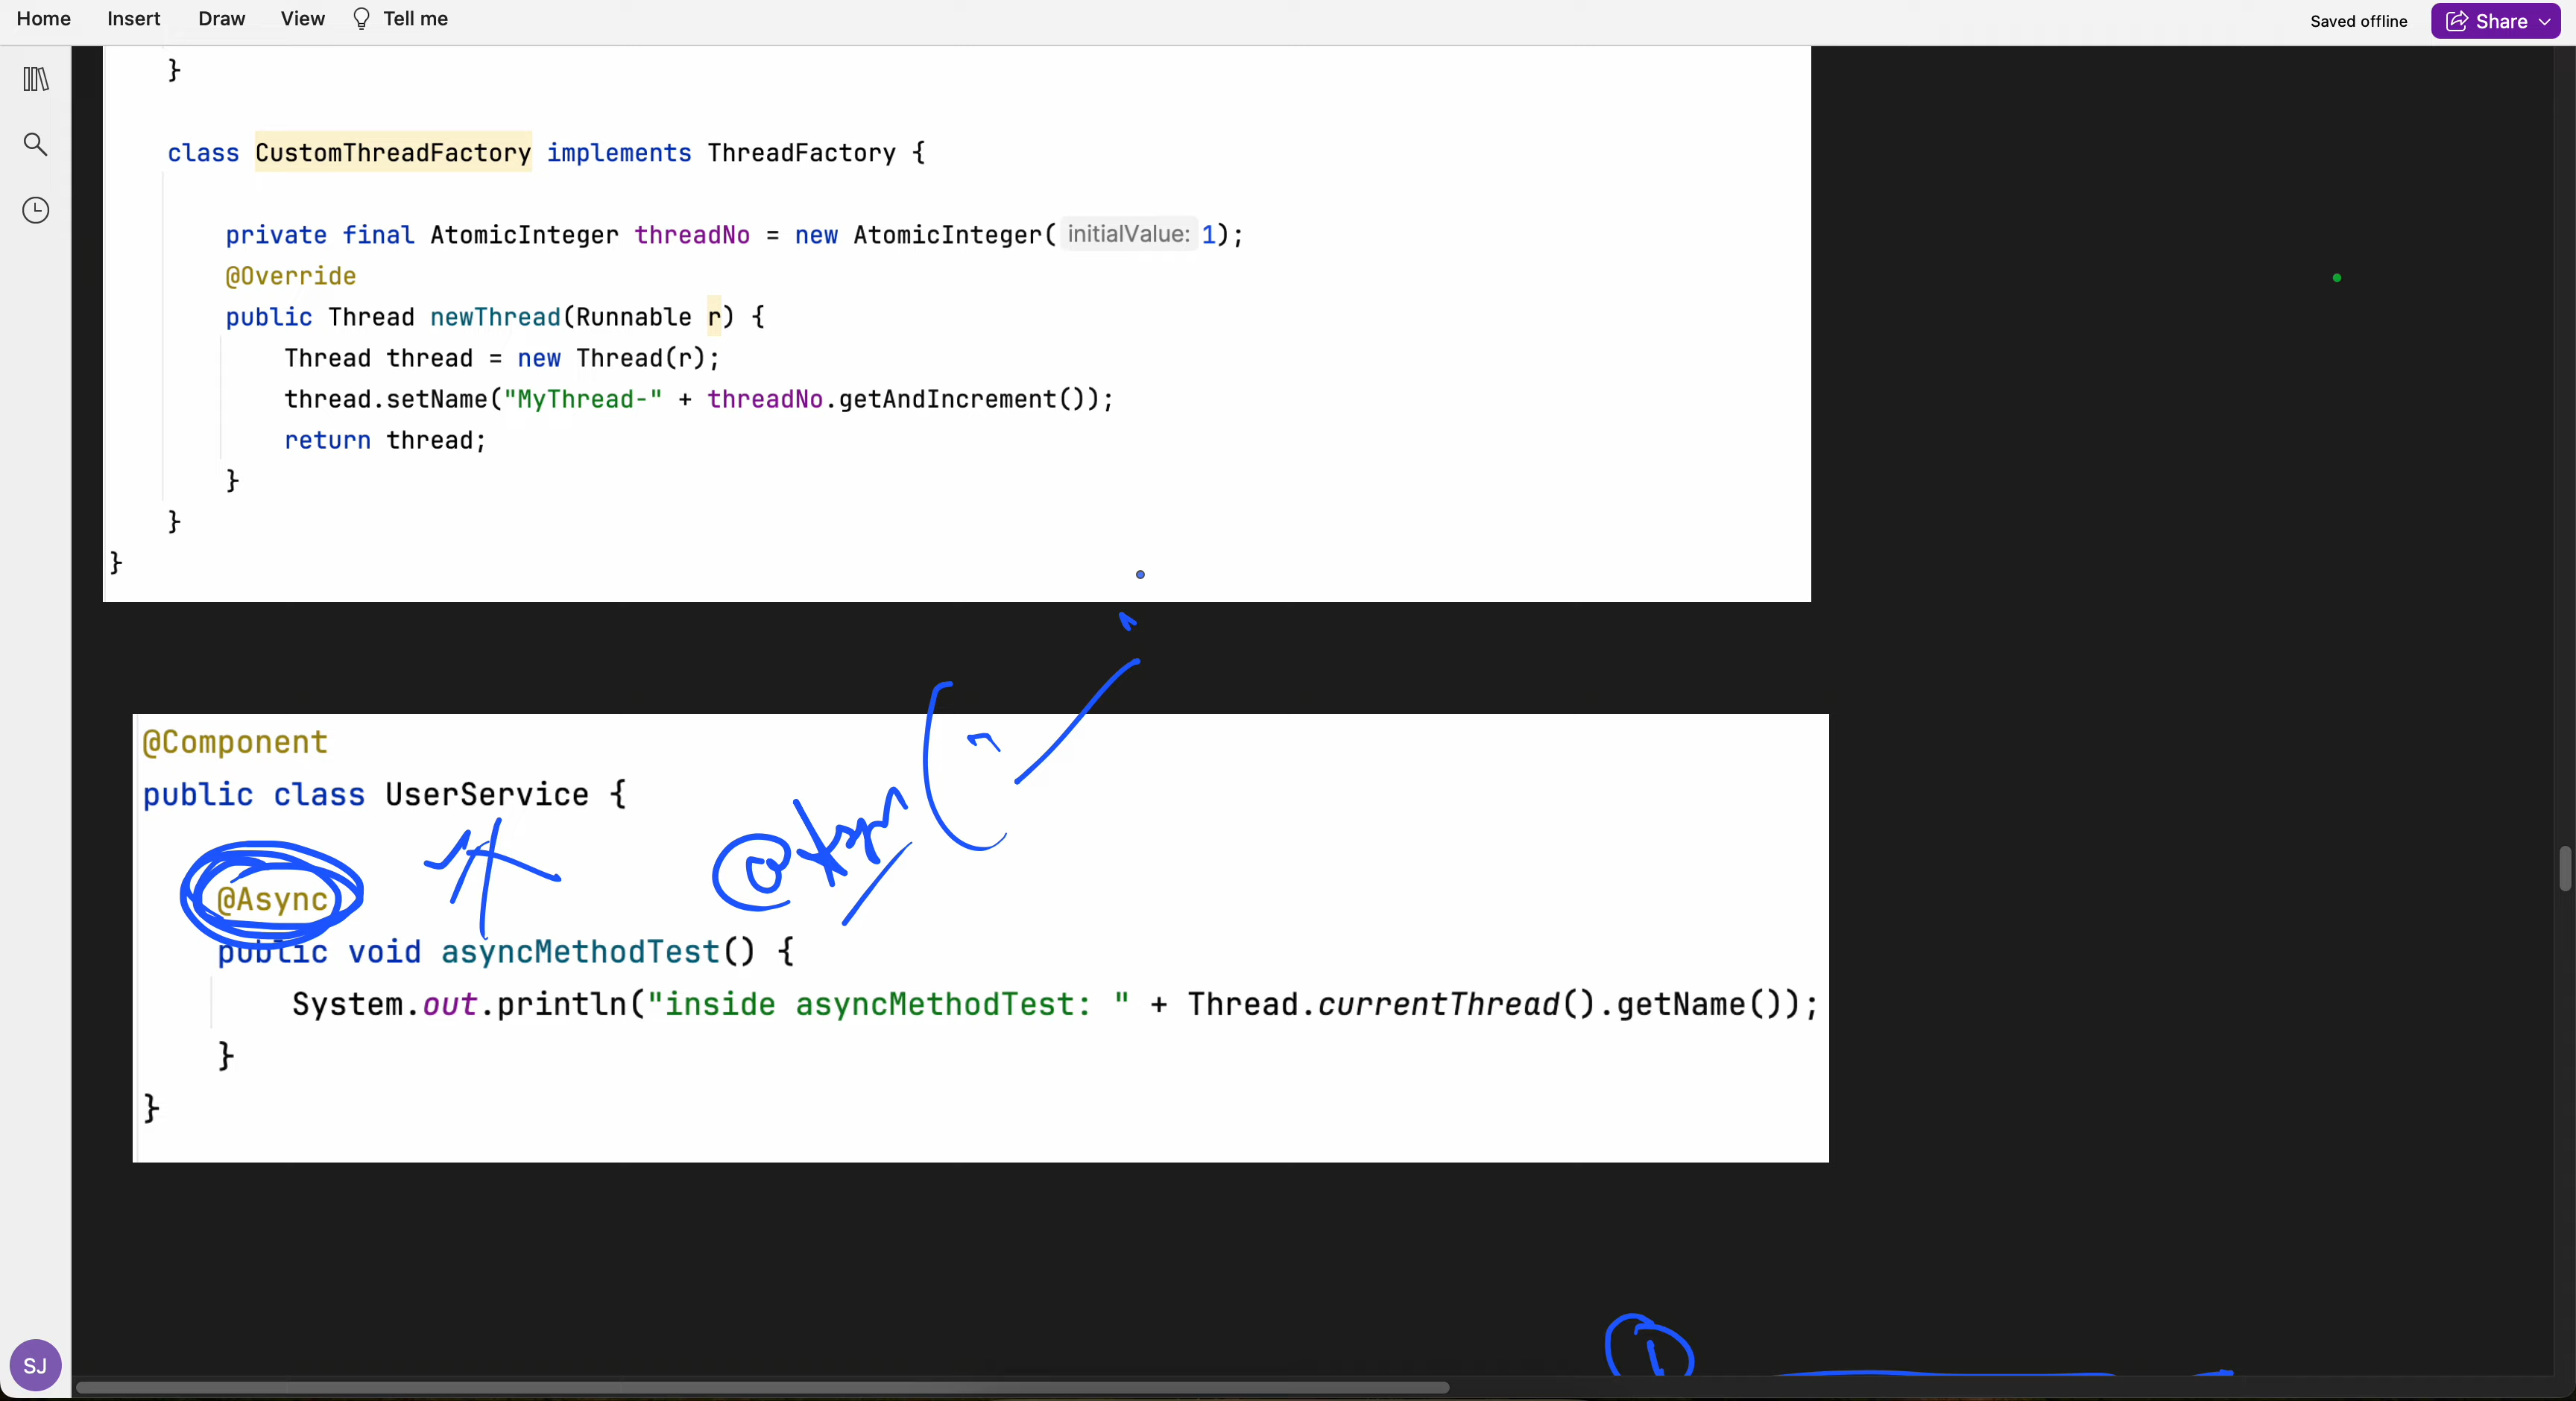 Home Insert Draw View Tell me Saved offline Share
}
class CustomThreadFactory implements ThreadFactory {
private final AtomicInteger threadNo = new AtomicInteger( initialValue: 1);
@Override
public Thread newThread(Runnable r) {
Thread thread = new Thread(r);
thread.setName("MyThread-" + threadNo.getAndIncrement());
return thread;
}
}
}
@Component
public class UserService {
@Async
public void asyncMethodTest() {
System.out.println("inside asyncMethodTest: " + Thread.currentThread().getName());
}
}
1
SJ